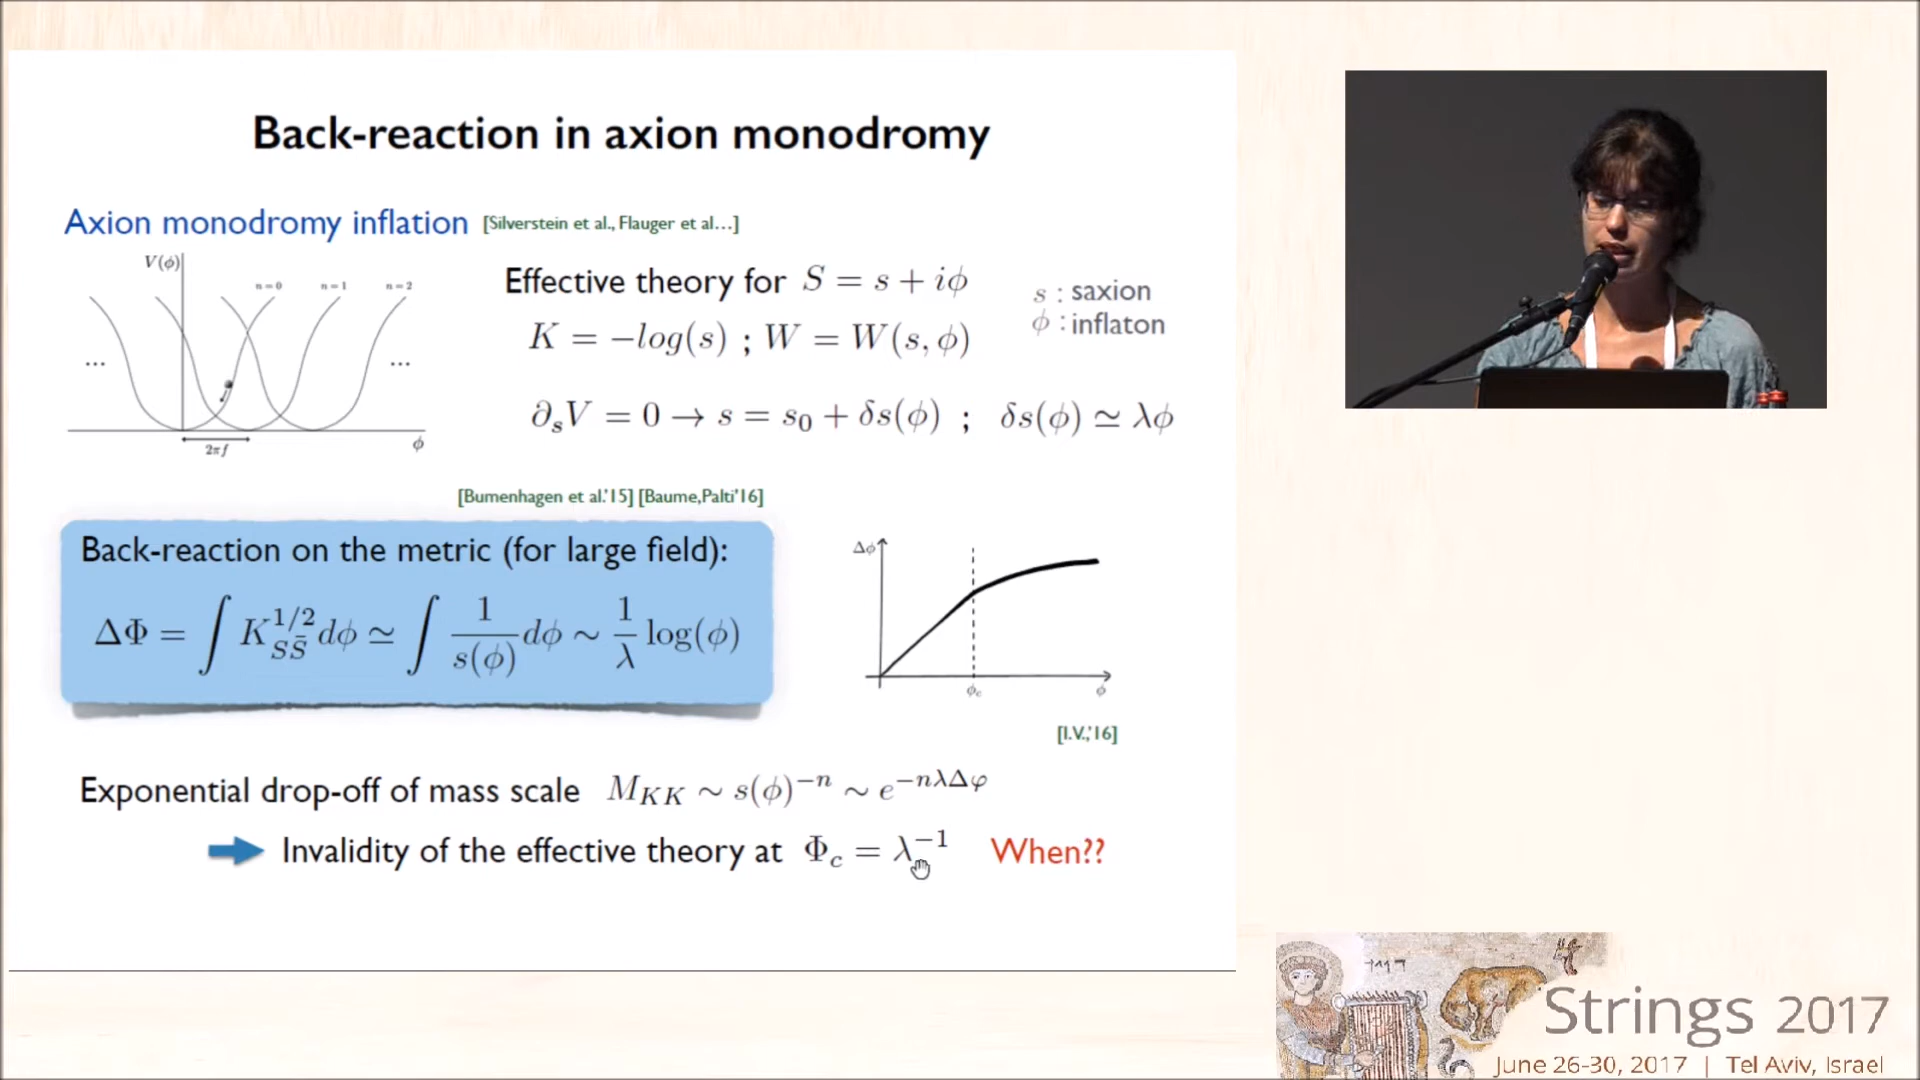 Back-reaction in axion monodromy
Axion monodromy inflation [Silverstein et al., Flauger et al...]
V(ϕ)
n=0 n=1 n=2
... ...
2πf
ϕ
Effective theory for S = s + iϕ
s : saxion
K = −log(s) ; W = W(s, ϕ)
ϕ : inflaton
∂ₛV = 0 → s = s₀ + δs(ϕ) ; δs(ϕ) ≃ λϕ
[Bumenhagen et al.'15] [Baume,Palti'16]
Back-reaction on the metric (for large field):
ΔΦ = ∫ K_{SS̄}^{1/2} dϕ ≃ ∫ 1/s(ϕ) dϕ ∼ 1/λ log(ϕ)
Δϕ
ϕ_c ϕ
[I.V.,'16]
Exponential drop-off of mass scale M_{KK} ∼ s(ϕ)^{−n} ∼ e^{−nλΔφ}
Invalidity of the effective theory at Φ_c = λ^{−1} When??
Strings 2017
June 26-30, 2017 | Tel Aviv, Israel